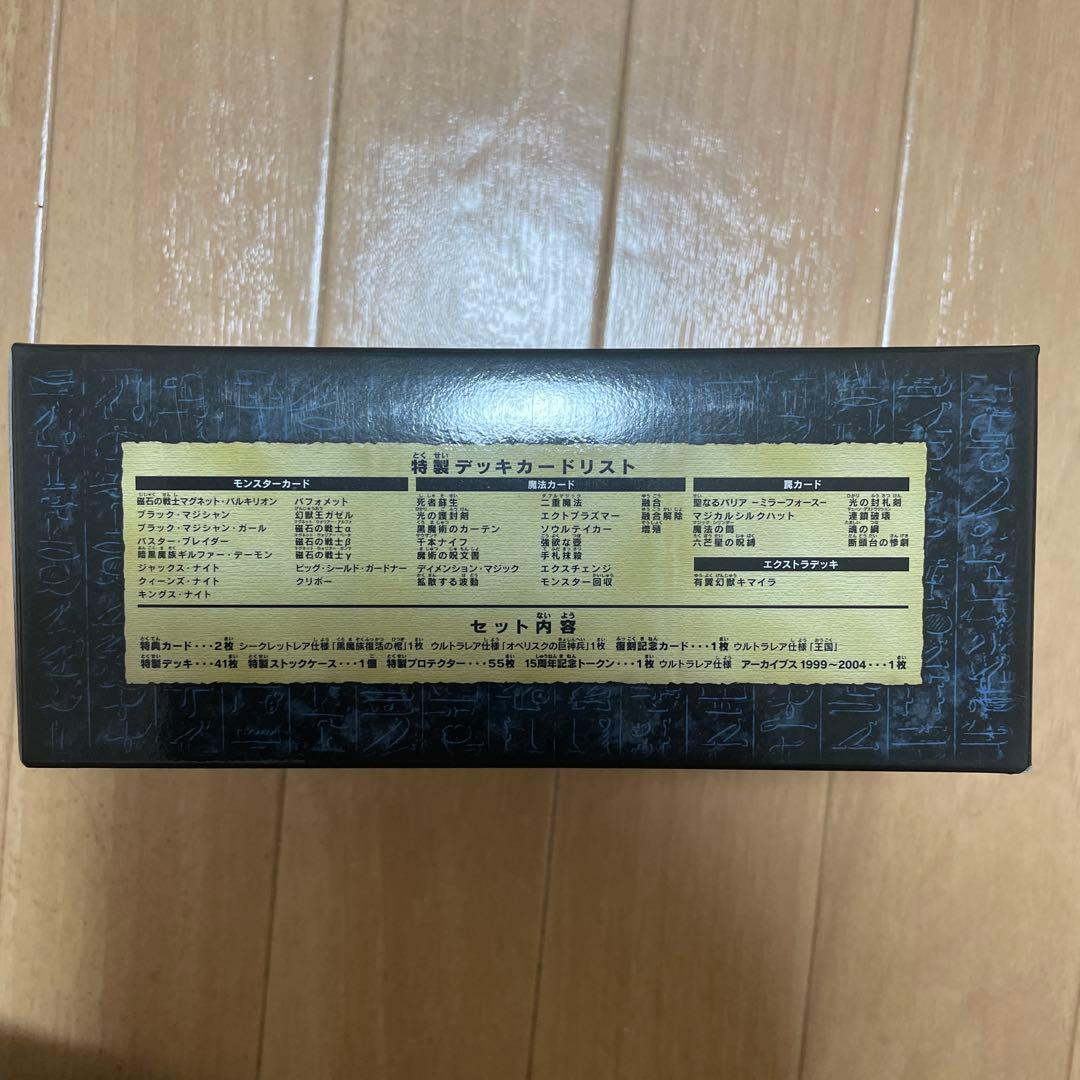 特製デッキカードリスト
モンスターカード
磁石の戦士マグネット・バルキリオン
ブラック・マジシャン
ブラック・マジシャン・ガール
バスター・ブレイダー
暗黒魔族ギルファー・デーモン
ジャックス・ナイト
クィーンズ・ナイト
キングス・ナイト
バフォメット
幻獣王ガゼル
磁石の戦士α
磁石の戦士β
磁石の戦士γ
ビッグ・シールド・ガードナー
クリボー
魔法カード
死者蘇生
光の護封剣
黒魔術のカーテン
千本ナイフ
魔術の呪文書
ディメンション・マジック
拡散する波動
二重魔法
エクトプラズマー
ソウルテイカー
強欲な壺
手札抹殺
エクスチェンジ
モンスター回収
融合
融合解除
増殖
罠カード
聖なるバリア −ミラーフォース−
マジカルシルクハット
魔法の筒
六芒星の呪縛
光の封札剣
連鎖破壊
魂の綱
断頭台の惨劇
エクストラデッキ
有翼幻獣キマイラ
セット内容
特典カード・・・2枚 シークレットレア仕様「黒魔族復活の棺」1枚 ウルトラレア仕様「オベリスクの巨神兵」1枚 復刻記念カード・・・1枚 ウルトラレア仕様「王国」
特製デッキ・・・41枚 特製ストックケース・・・1個 特製プロテクター・・・55枚 15周年記念トークン・・・1枚 ウルトラレア仕様 アーカイブス 1999〜2004・・・1枚